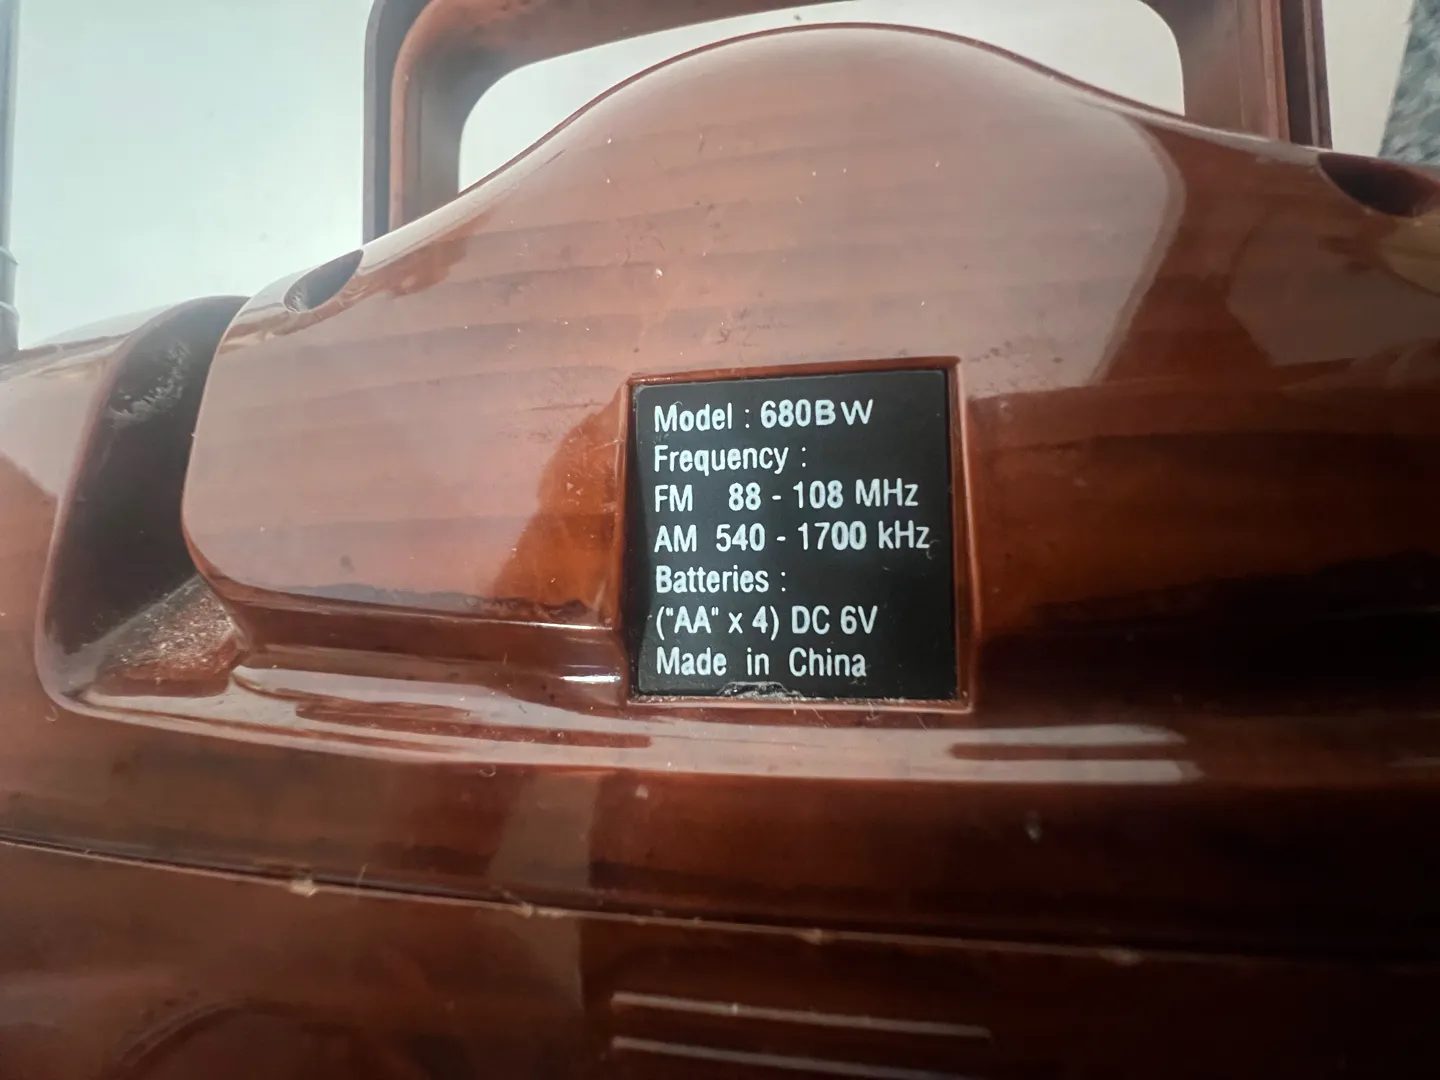 Model : 680BW
Frequency :
FM 88 - 108 MHz
AM 540 - 1700 kHz
Batteries :
("AA" x 4) DC 6V
Made in China